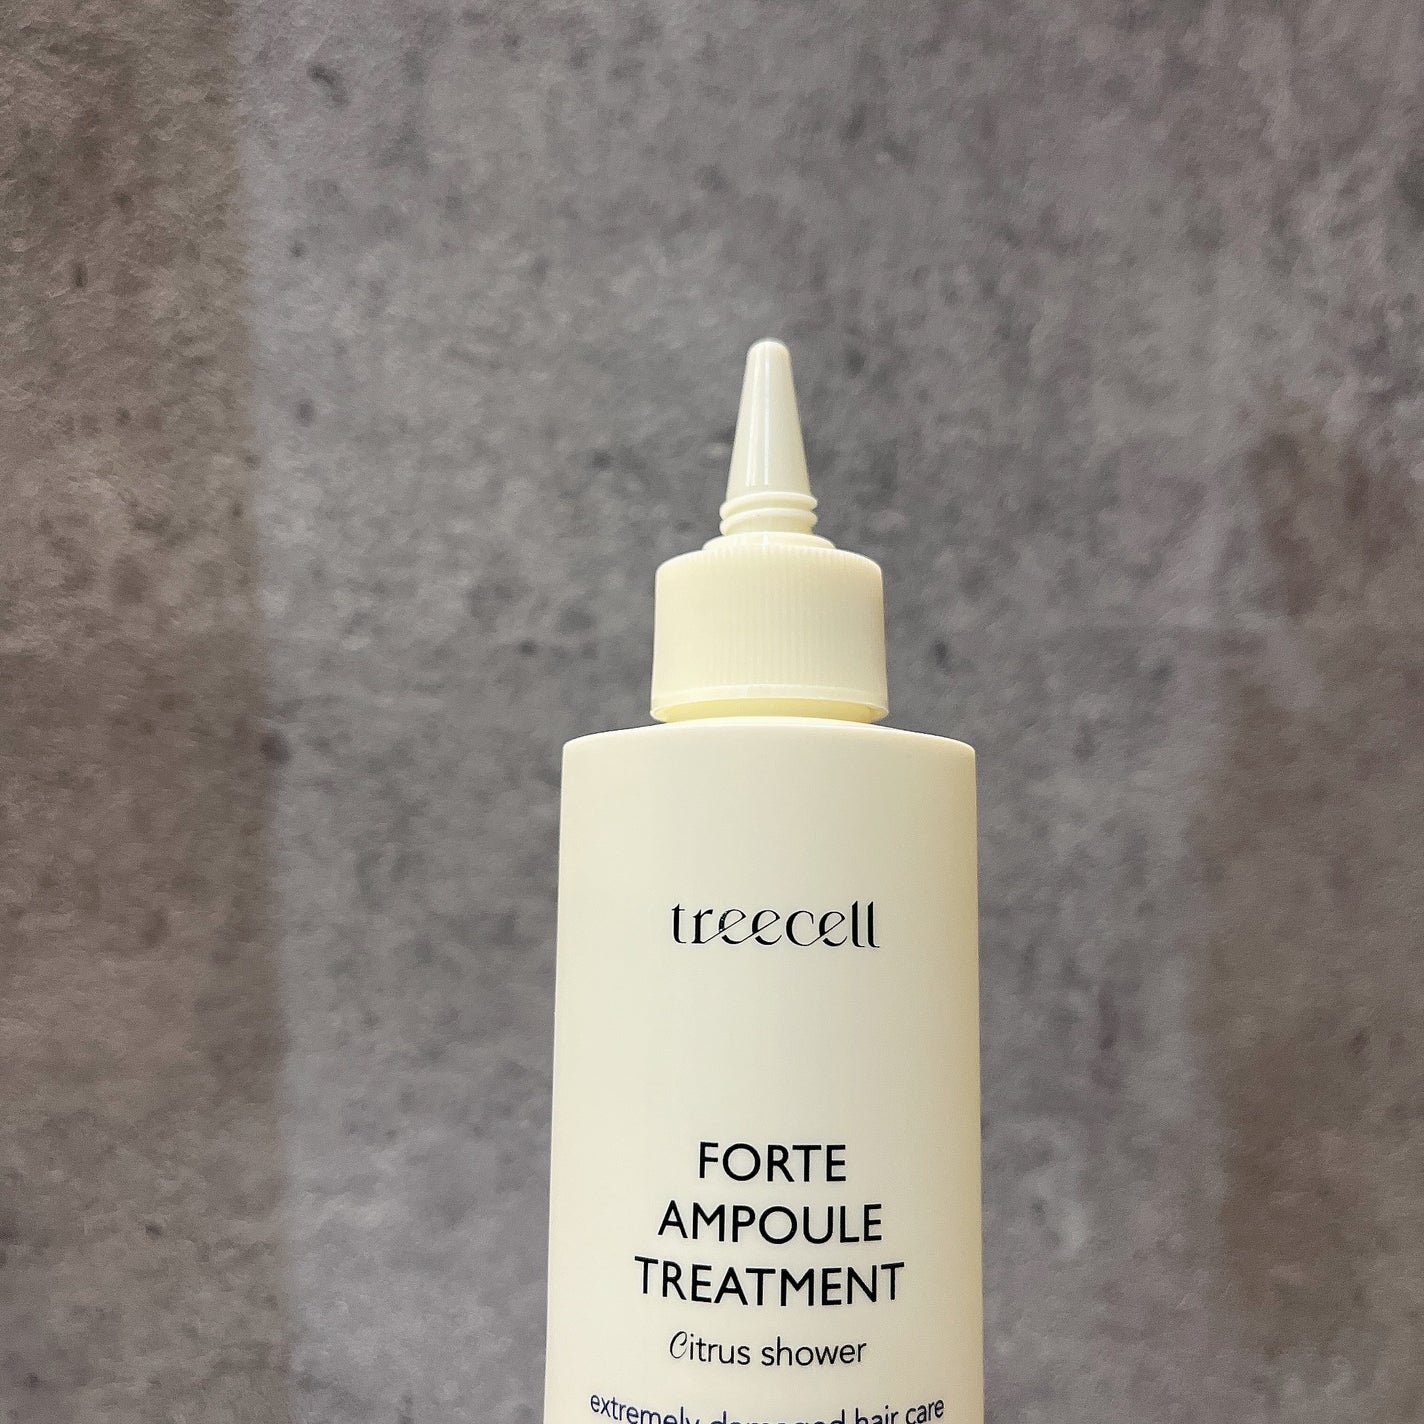 treecell
FORTE
AMPOULE
TREATMENT
Citrus shower
extremely damaged hair care